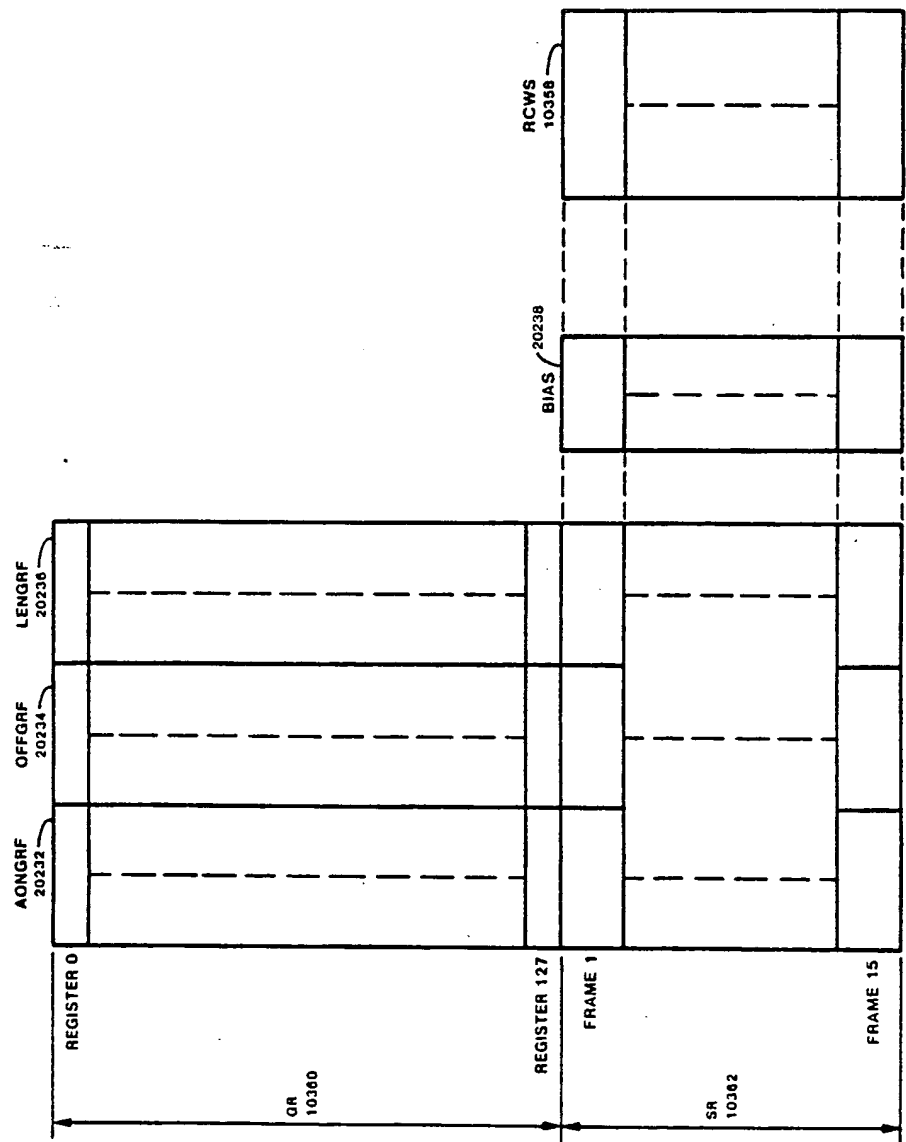 AONGRF
20232
OFFGRF
20234
LENGRF
20236
BIAS
20238
RCWS
10358
REGISTER 0
REGISTER 127
FRAME 1
FRAME 15
GR
10360
SR
10362